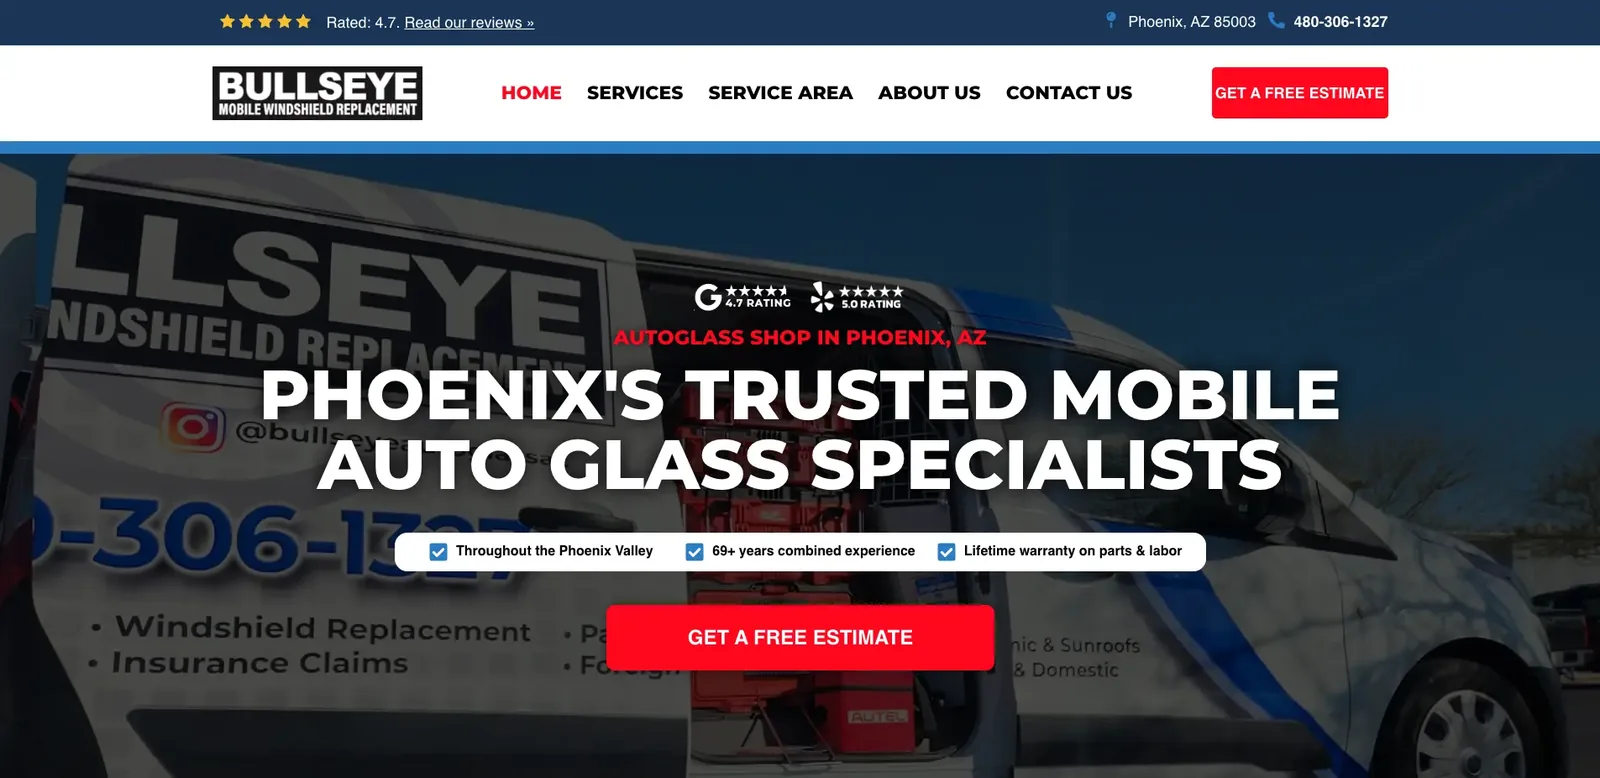 Rated: 4.7. Read our reviews »
Phoenix, AZ 85003
480-306-1327
BULLSEYE
MOBILE WINDSHIELD REPLACEMENT
HOME
SERVICES
SERVICE AREA
ABOUT US
CONTACT US
GET A FREE ESTIMATE
LLSEYE
NDSHIELD REPLACEMENT
G
4.7 RATING
5.0 RATING
AUTOGLASS SHOP IN PHOENIX, AZ
PHOENIX'S TRUSTED MOBILE
AUTO GLASS SPECIALISTS
-306-1327
Throughout the Phoenix Valley
69+ years combined experience
Lifetime warranty on parts & labor
• Windshield Replacement
• Insurance Claims
GET A FREE ESTIMATE
• Foreign
& Sunroofs
& Domestic
AUTEL